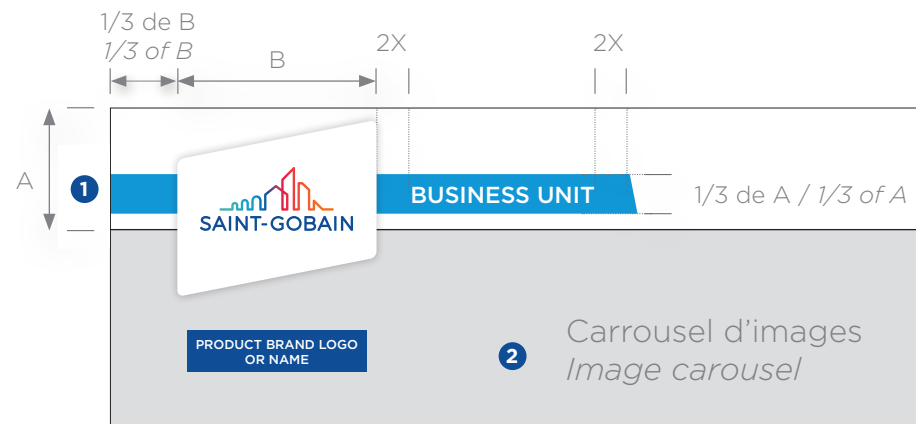 1/3 de B
1/3 of B
B
2X
2X
A
1
SAINT-GOBAIN
BUSINESS UNIT
1/3 de A / 1/3 of A
PRODUCT BRAND LOGO
OR NAME
2
Carrousel d’images
Image carousel